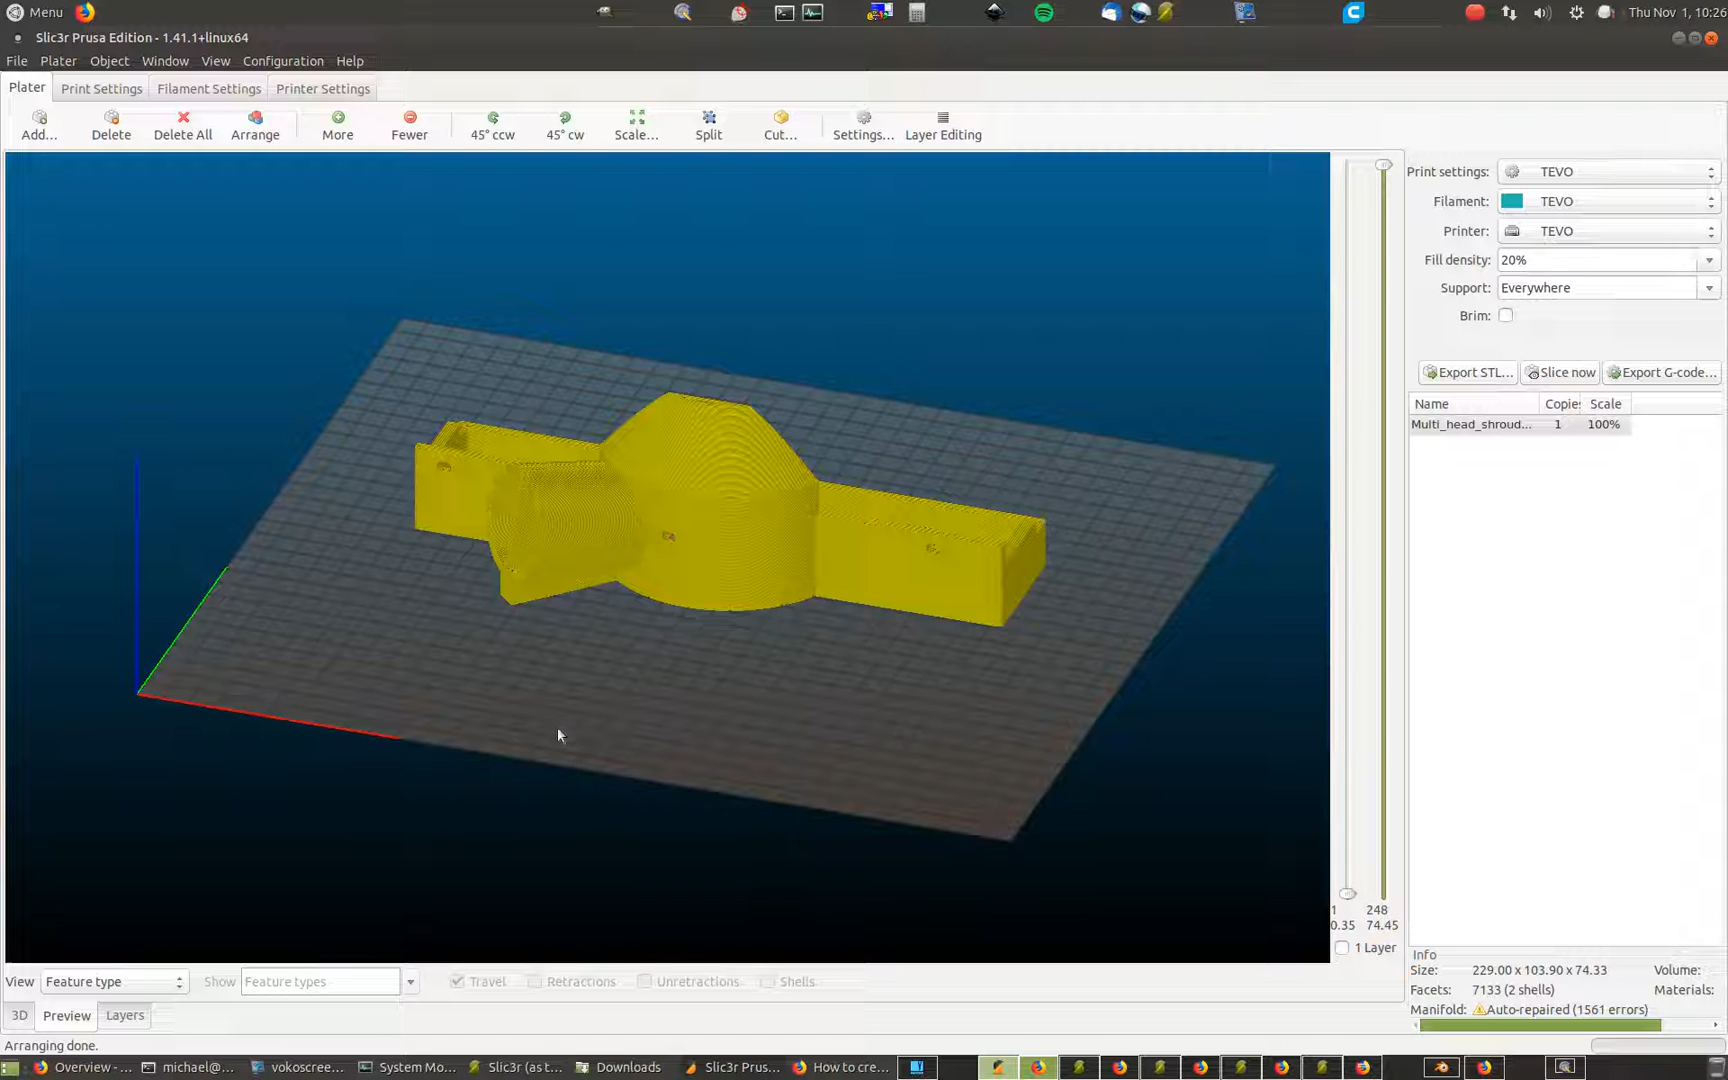 Menu
Thu Nov 1, 10:26
Slic3r Prusa Edition - 1.41.1+linux64
File Plater Object Window View Configuration Help
Plater Print Settings Filament Settings Printer Settings
Add... Delete Delete All Arrange More Fewer 45° ccw 45° cw Scale... Split Cut... Settings... Layer Editing
Print settings: TEVO
Filament: TEVO
Printer: TEVO
Fill density: 20%
Support: Everywhere
Brim:
Export STL... Slice now Export G-code...
Name Copie Scale
Multi_head_shroud... 1 100%
1 248
0.35 74.45
1 Layer
Info
Size: 229.00 x 103.90 x 74.33 Volume:
Facets: 7133 (2 shells) Materials:
Manifold: Auto-repaired (1561 errors)
View Feature type Show Feature types Travel Retractions Unretractions Shells
3D Preview Layers
Arranging done.
Overview - ... michael@... vokoscree... System Mo... Slic3r (as t... Downloads Slic3r Prus... How to cre...